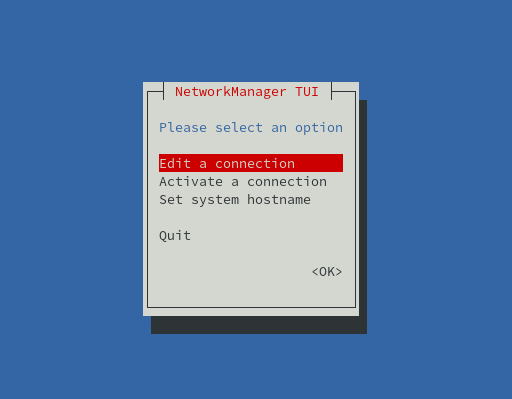 NetworkManager TUI
Please select an option
Edit a connection
Activate a connection
Set system hostname
Quit
<OK>